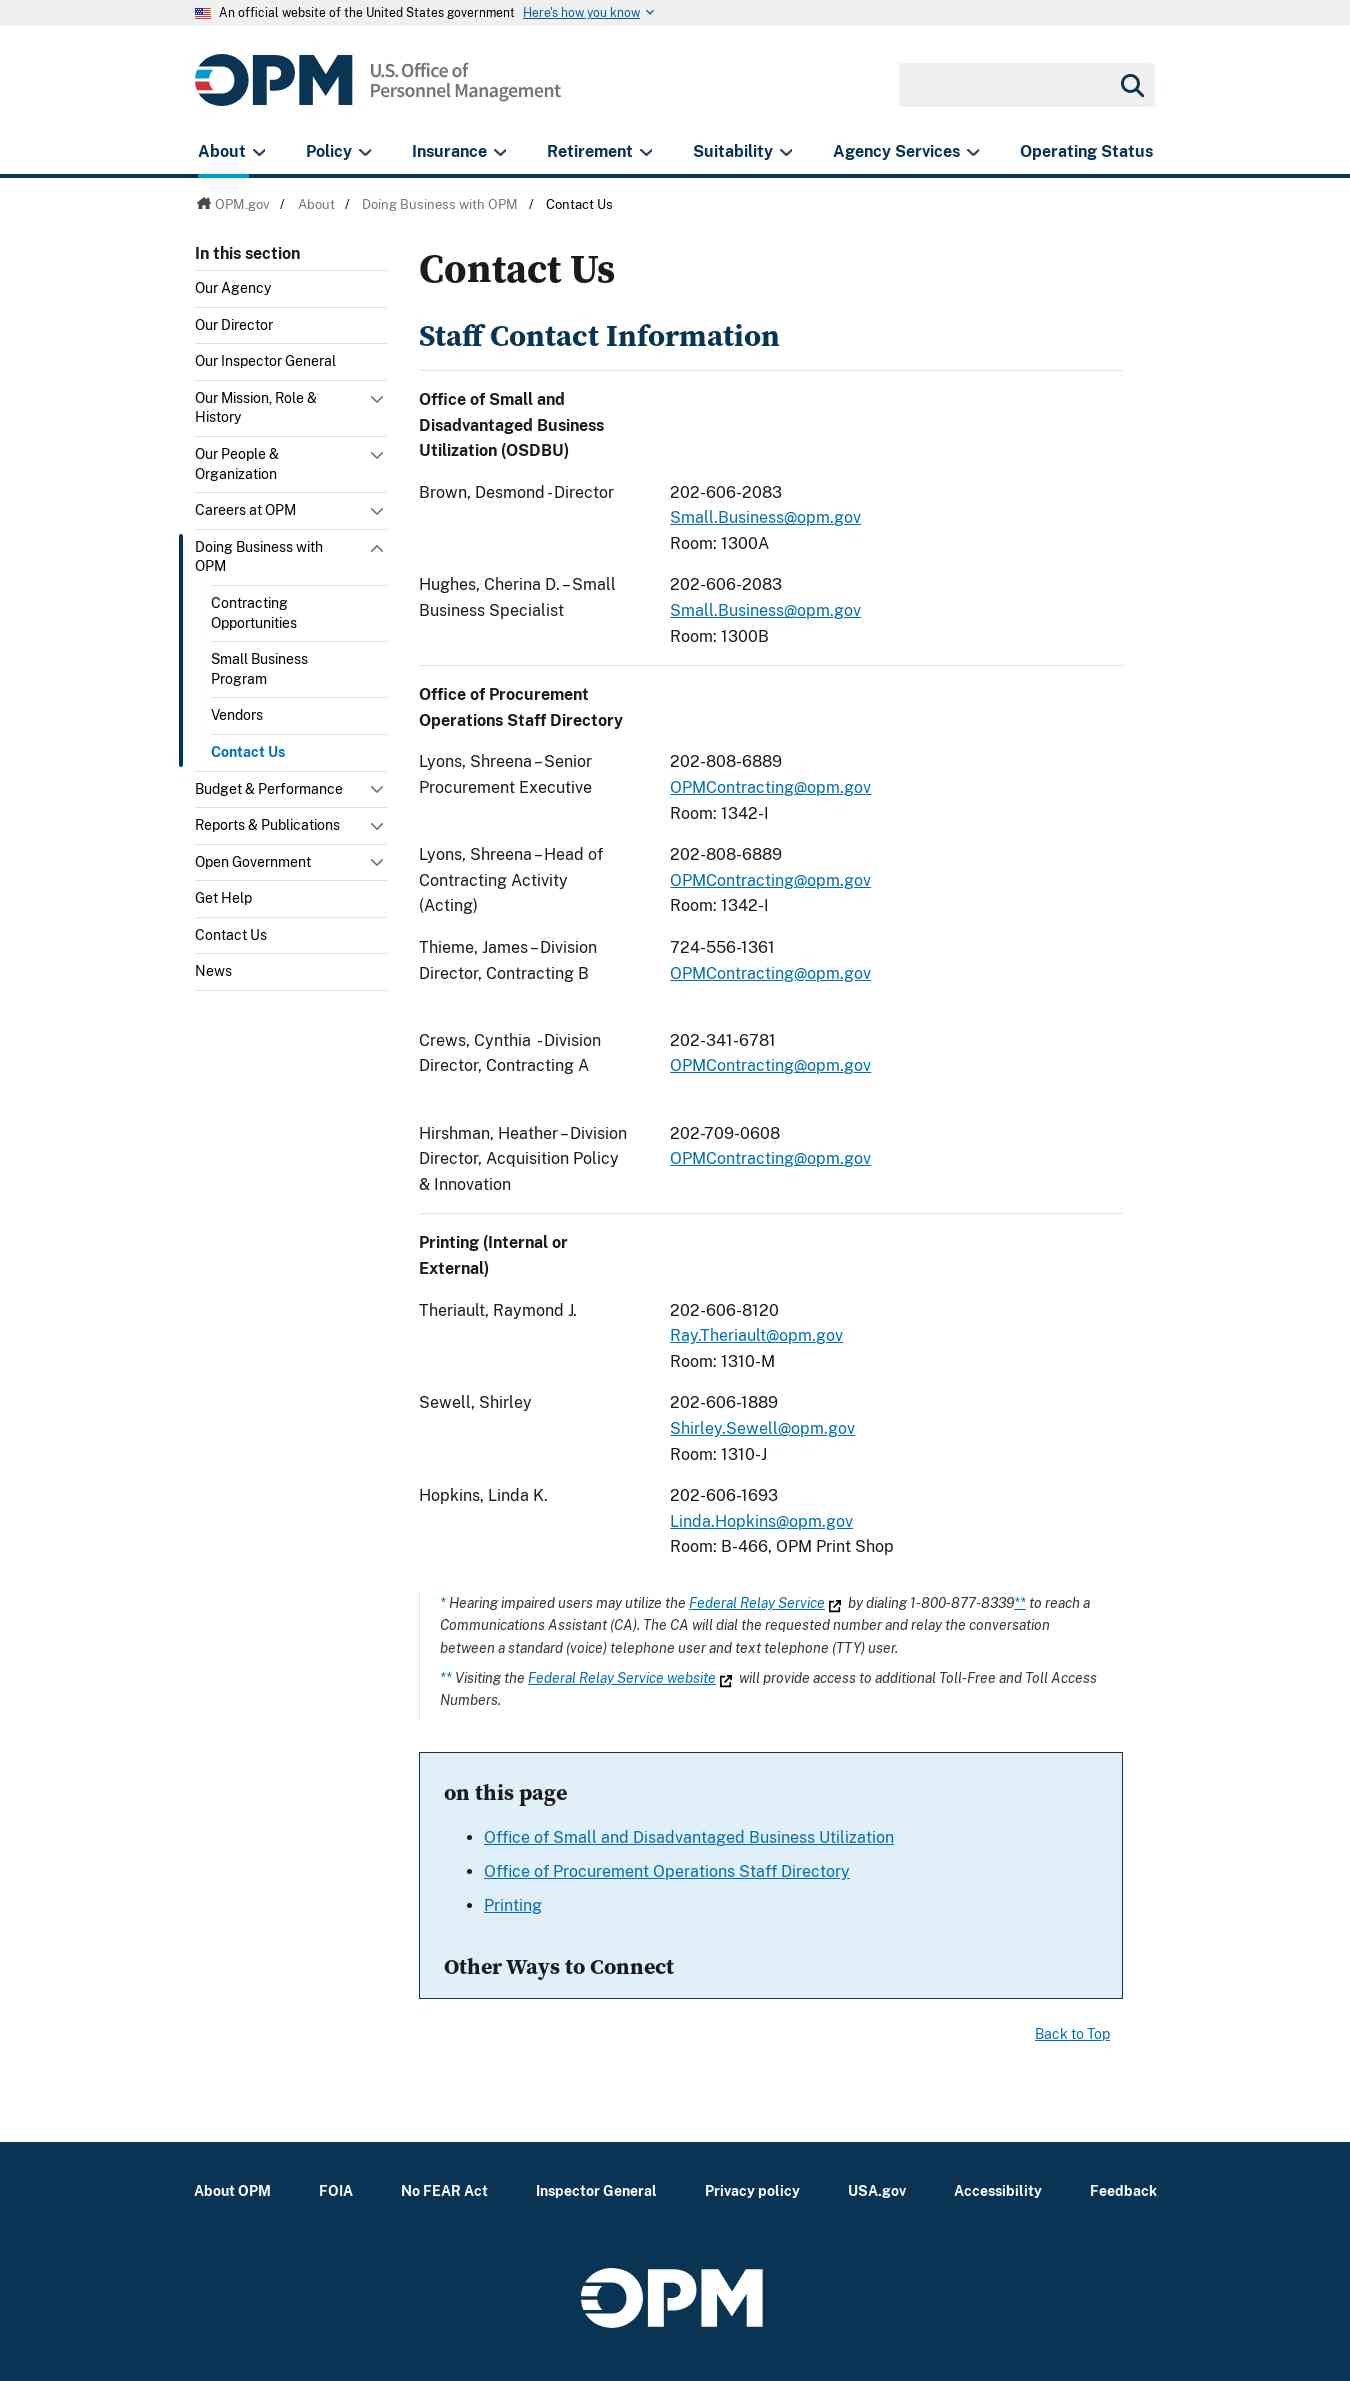 An official website of the United States government Here's how you know
OPM U.S. Office of
Personnel Management
About Policy Insurance Retirement Suitability Agency Services Operating Status
OPM.gov / About / Doing Business with OPM / Contact Us
In this section
Our Agency
Our Director
Our Inspector General
Our Mission, Role &
History
Our People &
Organization
Careers at OPM
Doing Business with
OPM
Contracting
Opportunities
Small Business
Program
Vendors
Contact Us
Budget & Performance
Reports & Publications
Open Government
Get Help
Contact Us
News
Contact Us
Staff Contact Information
Office of Small and
Disadvantaged Business
Utilization (OSDBU)
Brown, Desmond - Director
202-606-2083
Small.Business@opm.gov
Room: 1300A
Hughes, Cherina D. – Small
Business Specialist
202-606-2083
Small.Business@opm.gov
Room: 1300B
Office of Procurement
Operations Staff Directory
Lyons, Shreena – Senior
Procurement Executive
202-808-6889
OPMContracting@opm.gov
Room: 1342-I
Lyons, Shreena – Head of
Contracting Activity
(Acting)
202-808-6889
OPMContracting@opm.gov
Room: 1342-I
Thieme, James – Division
Director, Contracting B
724-556-1361
OPMContracting@opm.gov
Crews, Cynthia - Division
Director, Contracting A
202-341-6781
OPMContracting@opm.gov
Hirshman, Heather – Division
Director, Acquisition Policy
& Innovation
202-709-0608
OPMContracting@opm.gov
Printing (Internal or
External)
Theriault, Raymond J.
202-606-8120
Ray.Theriault@opm.gov
Room: 1310-M
Sewell, Shirley
202-606-1889
Shirley.Sewell@opm.gov
Room: 1310-J
Hopkins, Linda K.
202-606-1693
Linda.Hopkins@opm.gov
Room: B-466, OPM Print Shop
* Hearing impaired users may utilize the Federal Relay Service by dialing 1-800-877-8339** to reach a
Communications Assistant (CA). The CA will dial the requested number and relay the conversation
between a standard (voice) telephone user and text telephone (TTY) user.
** Visiting the Federal Relay Service website will provide access to additional Toll-Free and Toll Access
Numbers.
on this page
• Office of Small and Disadvantaged Business Utilization
• Office of Procurement Operations Staff Directory
• Printing
Other Ways to Connect
Back to Top
About OPM FOIA No FEAR Act Inspector General Privacy policy USA.gov Accessibility Feedback
OPM